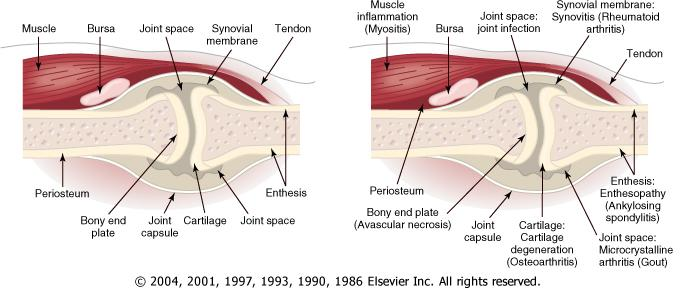 Muscle
Bursa
Joint space
Synovial
membrane
Tendon
Periosteum
Bony end
plate
Joint
capsule
Cartilage
Joint space
Enthesis
Muscle
inflammation
(Myositis)
Bursa
Joint space:
joint infection
Synovial membrane:
Synovitis (Rheumatoid
arthritis)
Tendon
Periosteum
Bony end plate
(Avascular necrosis)
Joint
capsule
Cartilage:
Cartilage
degeneration
(Osteoarthritis)
Enthesis:
Enthesopathy
(Ankylosing
spondylitis)
Joint space:
Microcrystalline
arthritis (Gout)
© 2004, 2001, 1997, 1993, 1990, 1986 Elsevier Inc. All rights reserved.